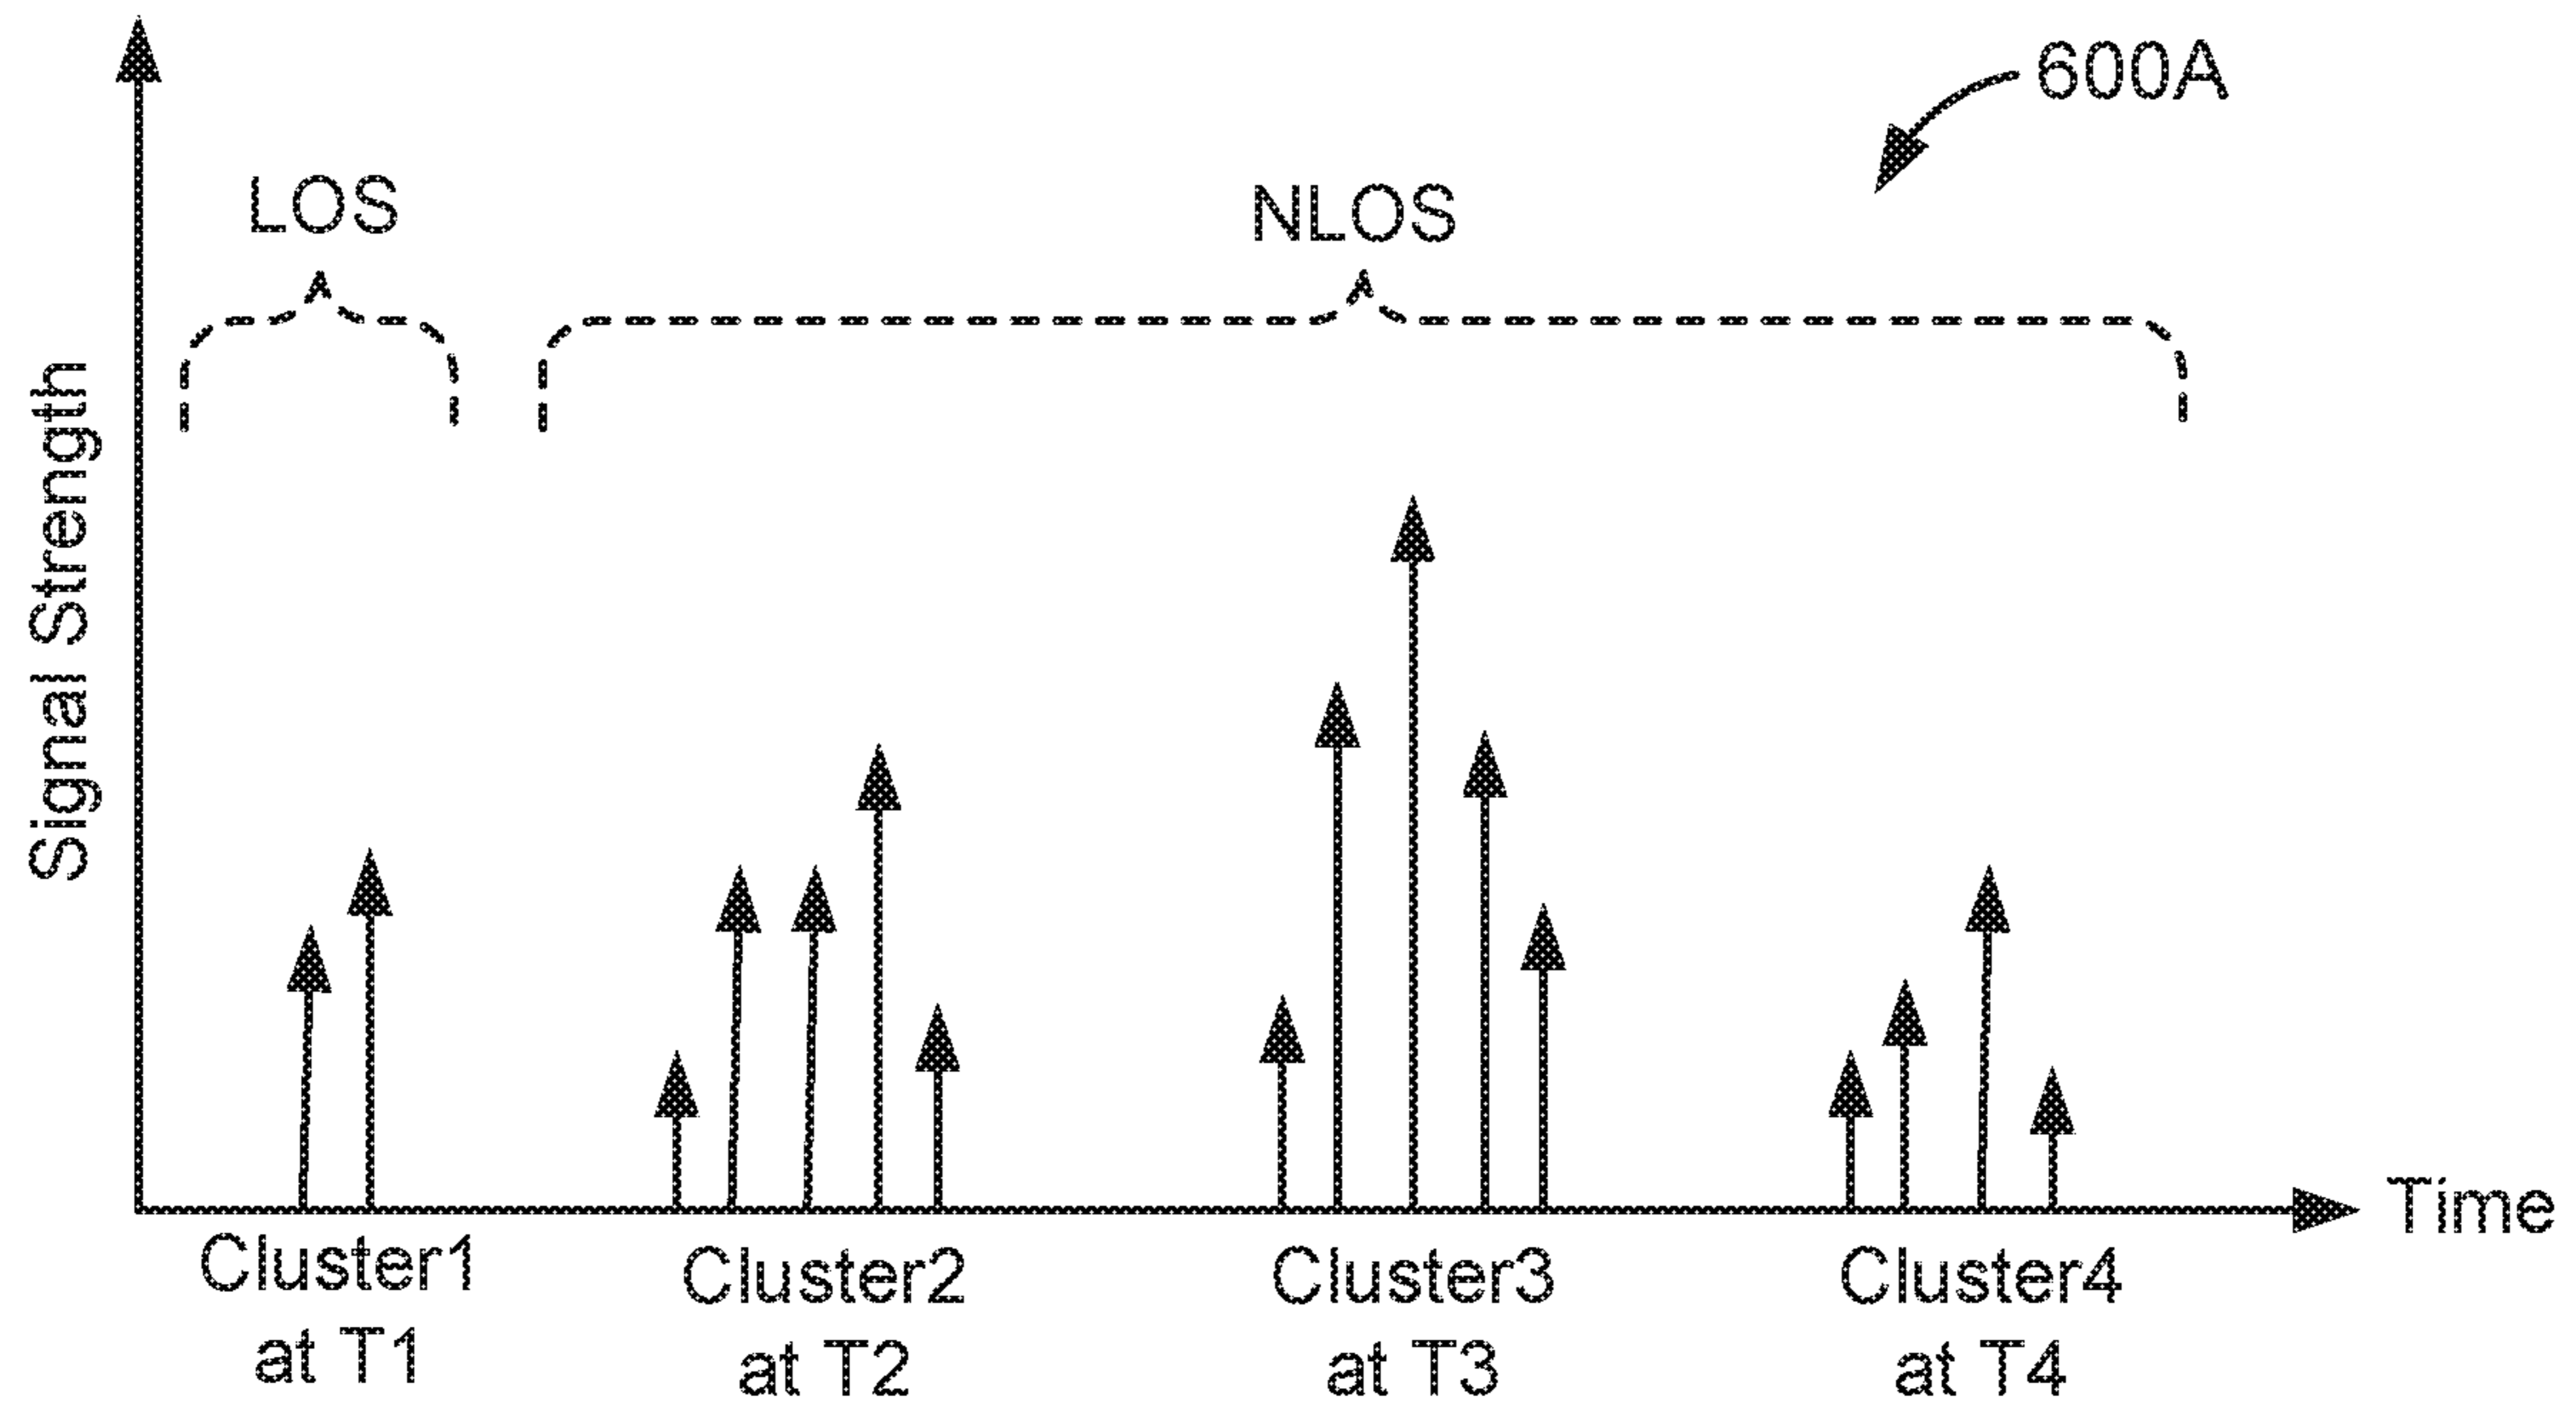 600A
LOS
NLOS
Signal Strength
Time
Cluster1
at T1
Cluster2
at T2
Cluster3
at T3
Cluster4
at T4